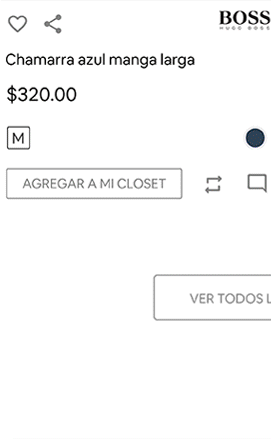 BOSS
HUGO BOSS
Chamarra azul manga larga
$320.00
M
AGREGAR A MI CLOSET
VER TODOS L